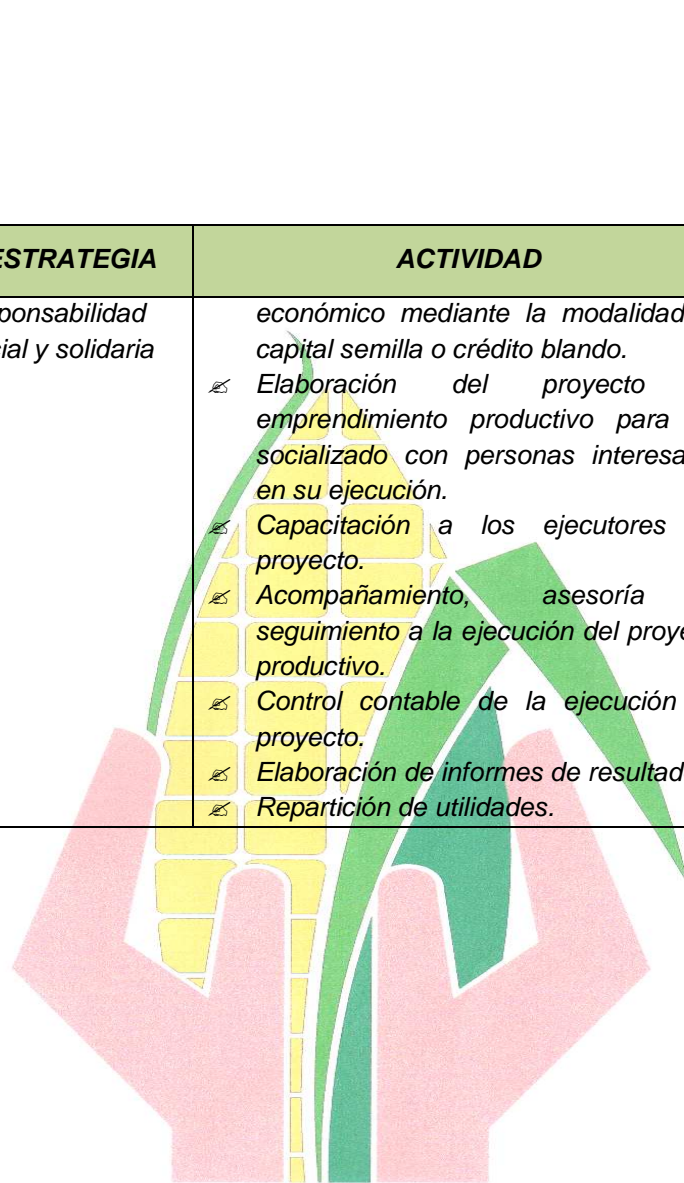 ESTRATEGIA
ACTIVIDAD
ponsabilidad
cial y solidaria
económico mediante la modalidad
capital semilla o crédito blando.
Elaboración del proyecto
emprendimiento productivo para
socializado con personas interesa
en su ejecución.
Capacitación a los ejecutores
proyecto.
Acompañamiento, asesoría
seguimiento a la ejecución del proye
productivo.
Control contable de la ejecución
proyecto.
Elaboración de informes de resultad
Repartición de utilidades.